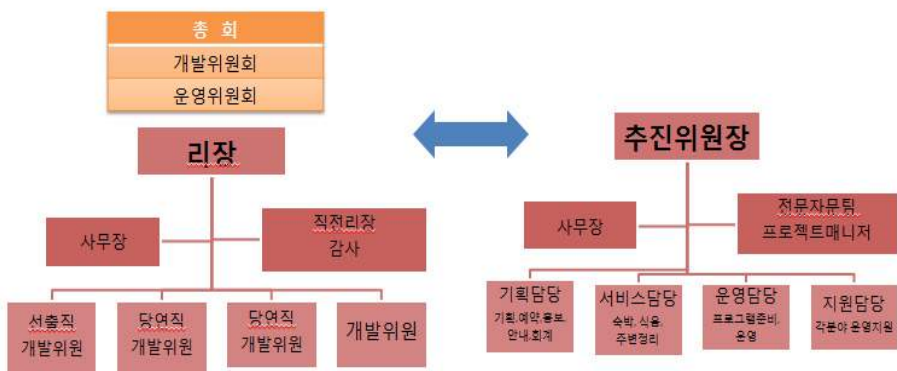 총 회
개발위원회
운영위원회
리장
사무장
직전리장
감사
선출직
개발위원
당연직
개발위원
당연직
개발위원
개발위원
추진위원장
사무장
전문자문팀
프로젝트매니저
기획담당
기획.예약.홍보.
안내.회계
서비스담당
숙박. 식음.
주변정리
운영담당
프로그램준비.
운영
지원담당
각분야 운영지원